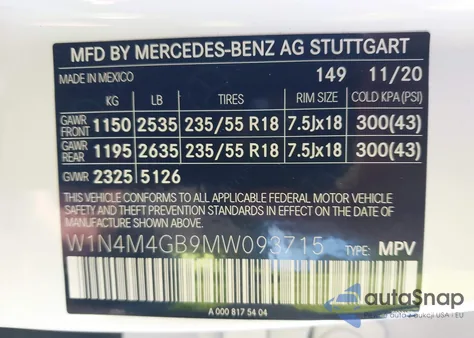 MFD BY MERCEDES-BENZ AG STUTTGART
MADE IN MEXICO 149 11/20
KG LB TIRES RIM SIZE COLD KPA (PSI)
GAWR FRONT 1150 2535 235/55 R18 7.5Jx18 300(43)
GAWR REAR 1195 2635 235/55 R18 7.5Jx18 300(43)
GVWR 2325 5126
THIS VEHICLE CONFORMS TO ALL APPLICABLE FEDERAL MOTOR VEHICLE
SAFETY AND THEFT PREVENTION STANDARDS IN EFFECT ON THE
DATE OF MANUFACTURE SHOWN ABOVE.
W1N4M4GB9MW093715 TYPE: MPV
A 000 817 54 04
autoSnap
auto z aukcji USA i EU